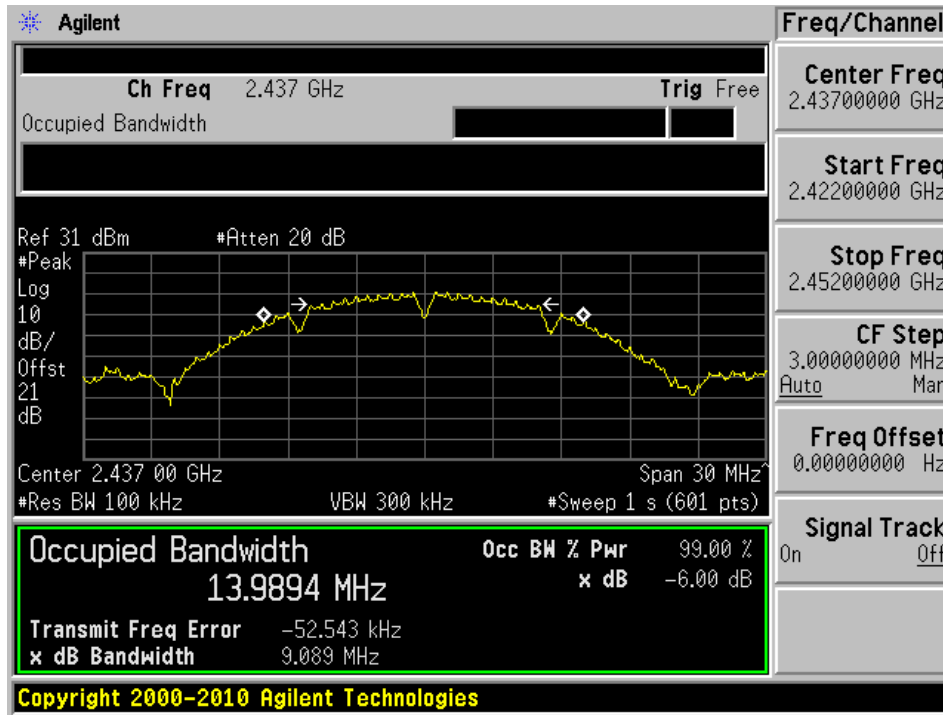 Agilent
Freq/Channel
Ch Freq 2.437 GHz Trig Free
Occupied Bandwidth
Center Freq
2.43700000 GHz
Start Freq
2.42200000 GHz
Stop Freq
2.45200000 GHz
CF Step
3.00000000 MHz
Auto Man
Freq Offset
0.00000000 Hz
Signal Track
On Off
Ref 31 dBm #Atten 20 dB
#Peak
Log
10
dB/
Offst
21
dB
Center 2.437 00 GHz Span 30 MHz^
#Res BW 100 kHz VBW 300 kHz #Sweep 1 s (601 pts)
Occupied Bandwidth
13.9894 MHz
Occ BW % Pwr 99.00 %
x dB -6.00 dB
Transmit Freq Error -52.543 kHz
x dB Bandwidth 9.089 MHz
Copyright 2000-2010 Agilent Technologies